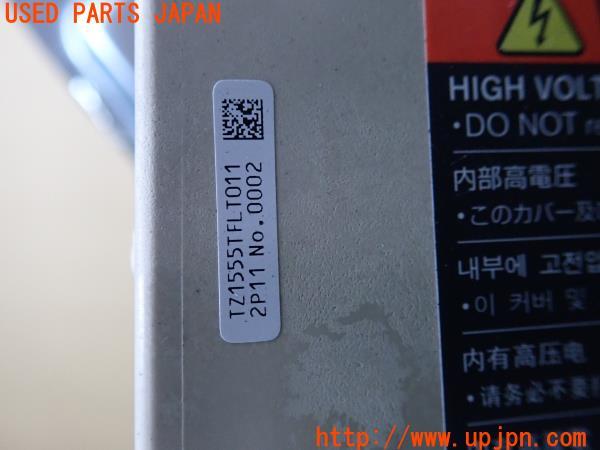 USED PARTS JAPAN
TZ1555TFLT011
2P11 No.0002
HIGH VOLT
・DO NOT
内部高電圧
・このカバー及
내부에 고전압
・이 커버 및
内有高压电
・请务必不要
http://www.upjpn.com/